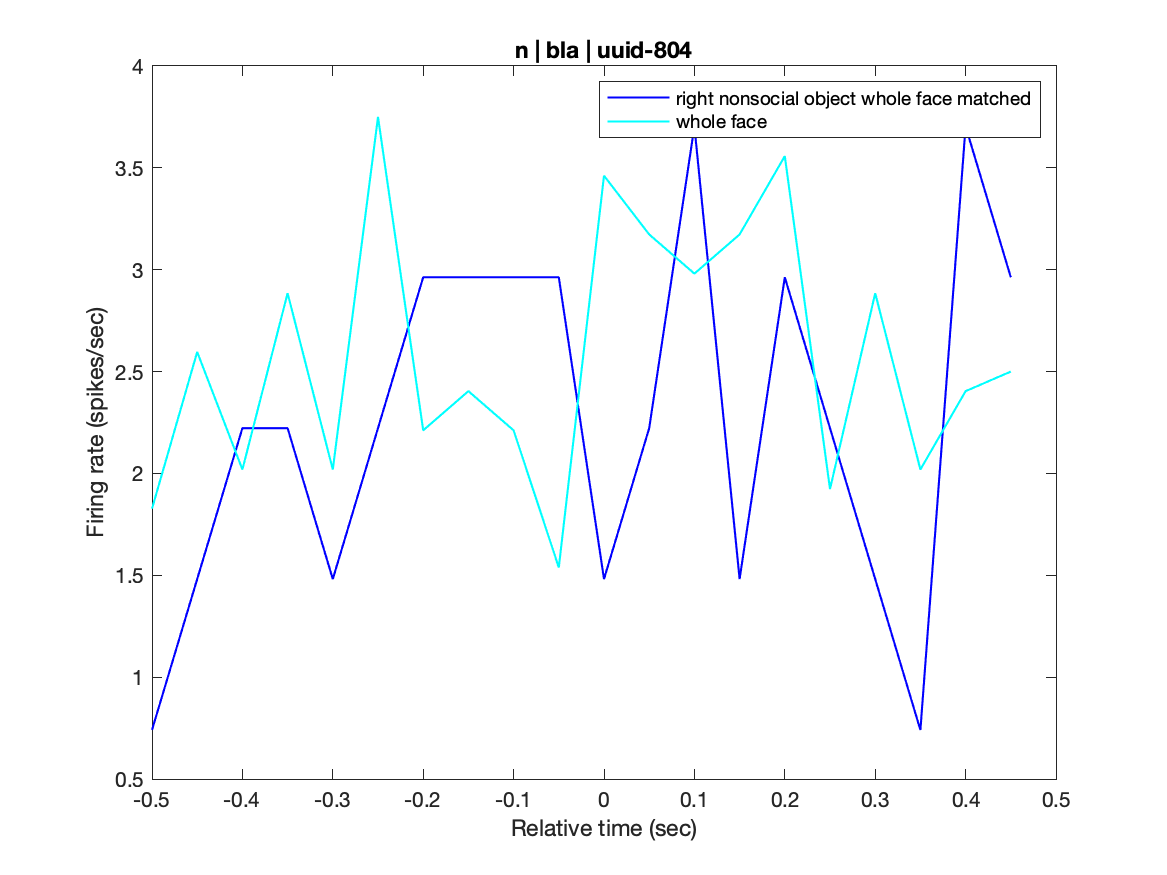 n | bla | uuid-804
right nonsocial object whole face matched
whole face
4
3.5
3
2.5
2
1.5
1
0.5
Firing rate (spikes/sec)
-0.5 -0.4 -0.3 -0.2 -0.1 0 0.1 0.2 0.3 0.4 0.5
Relative time (sec)